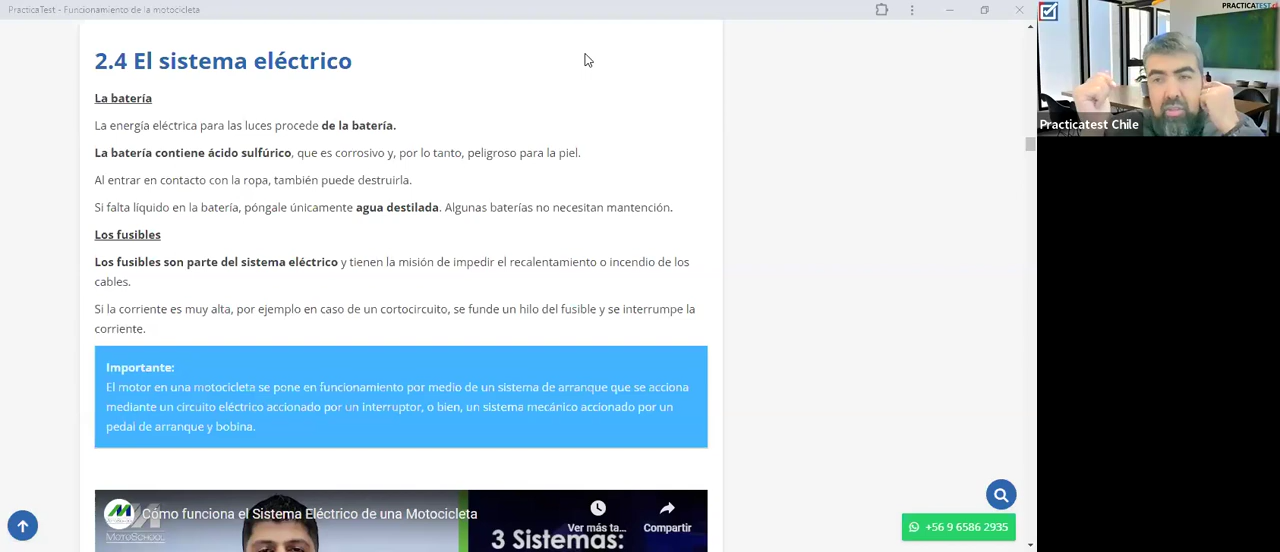 PracticaTest - Funcionamiento de la motocicleta
PRACTICATEST.cl
2.4 El sistema eléctrico
La batería
La energía eléctrica para las luces procede de la batería.
Practicatest Chile
La batería contiene ácido sulfúrico, que es corrosivo y, por lo tanto, peligroso para la piel.
Al entrar en contacto con la ropa, también puede destruirla.
Si falta líquido en la batería, póngale únicamente agua destilada. Algunas baterías no necesitan mantención.
Los fusibles
Los fusibles son parte del sistema eléctrico y tienen la misión de impedir el recalentamiento o incendio de los
cables.
Si la corriente es muy alta, por ejemplo en caso de un cortocircuito, se funde un hilo del fusible y se interrumpe la
corriente.
Importante:
El motor en una motocicleta se pone en funcionamiento por medio de un sistema de arranque que se acciona
mediante un circuito eléctrico accionado por un interruptor, o bien, un sistema mecánico accionado por un
pedal de arranque y bobina.
Cómo funciona el Sistema Eléctrico de una Motocicleta
Ver más ta...
Compartir
MOTOSCHOOL
3 Sistemas:
+56 9 6586 2935